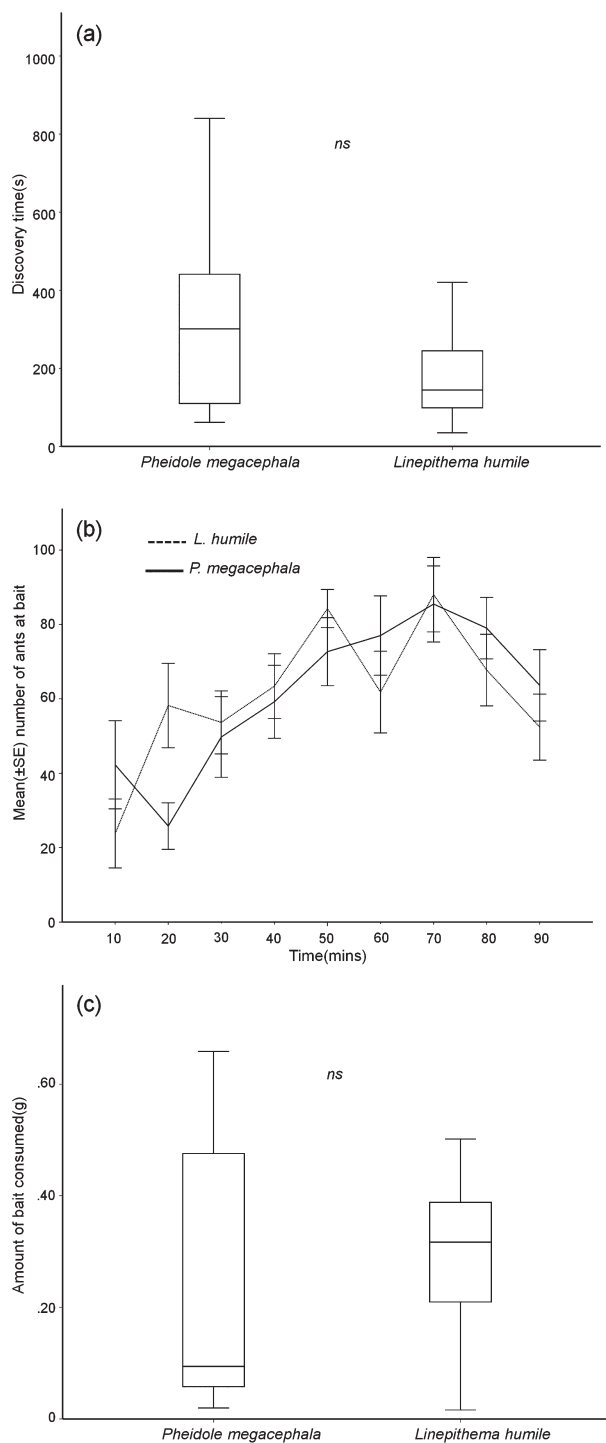 (a)
1000
800
600
400
200
0
Discovery time(s)
ns
Pheidole megacephala
Linepithema humile
(b)
L. humile
P. megacephala
100
80
60
40
20
0
Mean(±SE) number of ants at bait
10 20 30 40 50 60 70 80 90
Time(mins)
(c)
.60
.40
.20
0
Amount of bait consumed(g)
ns
Pheidole megacephala
Linepithema humile